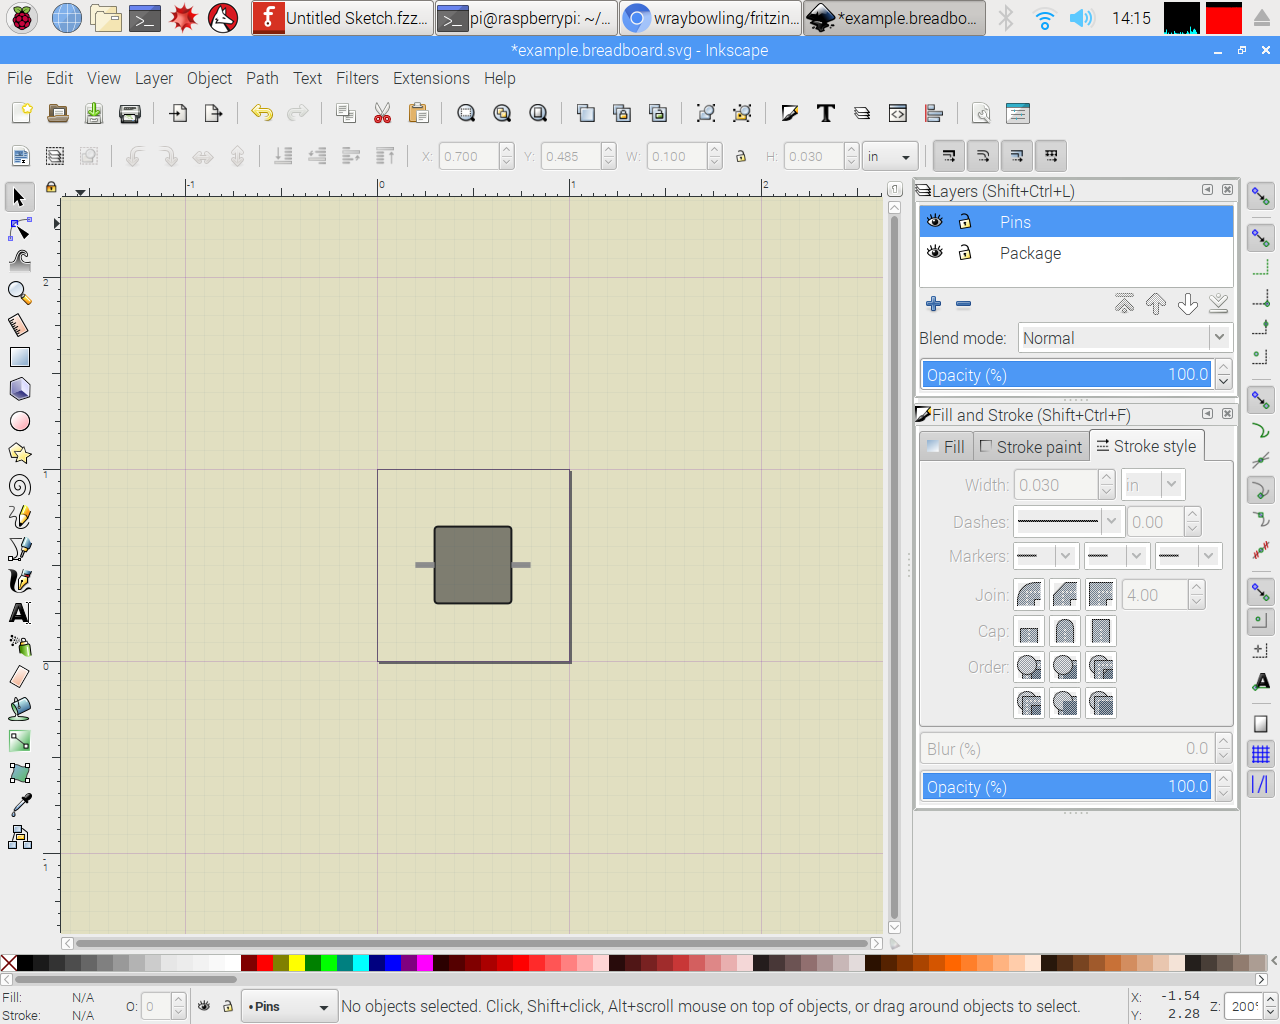 Untitled Sketch.fzz... pi@raspberrypi: ~/... wraybowling/fritzin... *example.breadbo... 14:15
*example.breadboard.svg - Inkscape
File Edit View Layer Object Path Text Filters Extensions Help
X: 0.700 Y: 0.485 W: 0.100 H: 0.030 in
-1 0 1 2
2
1
0
-1
Layers (Shift+Ctrl+L)
Pins
Package
Blend mode: Normal
Opacity (%) 100.0
Fill and Stroke (Shift+Ctrl+F)
Fill Stroke paint Stroke style
Width: 0.030 in
Dashes: 0.00
Markers:
Join: 4.00
Cap:
Order:
Blur (%) 0.0
Opacity (%) 100.0
Fill: N/A
Stroke: N/A
O: 0
•Pins
No objects selected. Click, Shift+click, Alt+scroll mouse on top of objects, or drag around objects to select.
X: -1.54
Y: 2.28
Z: 200